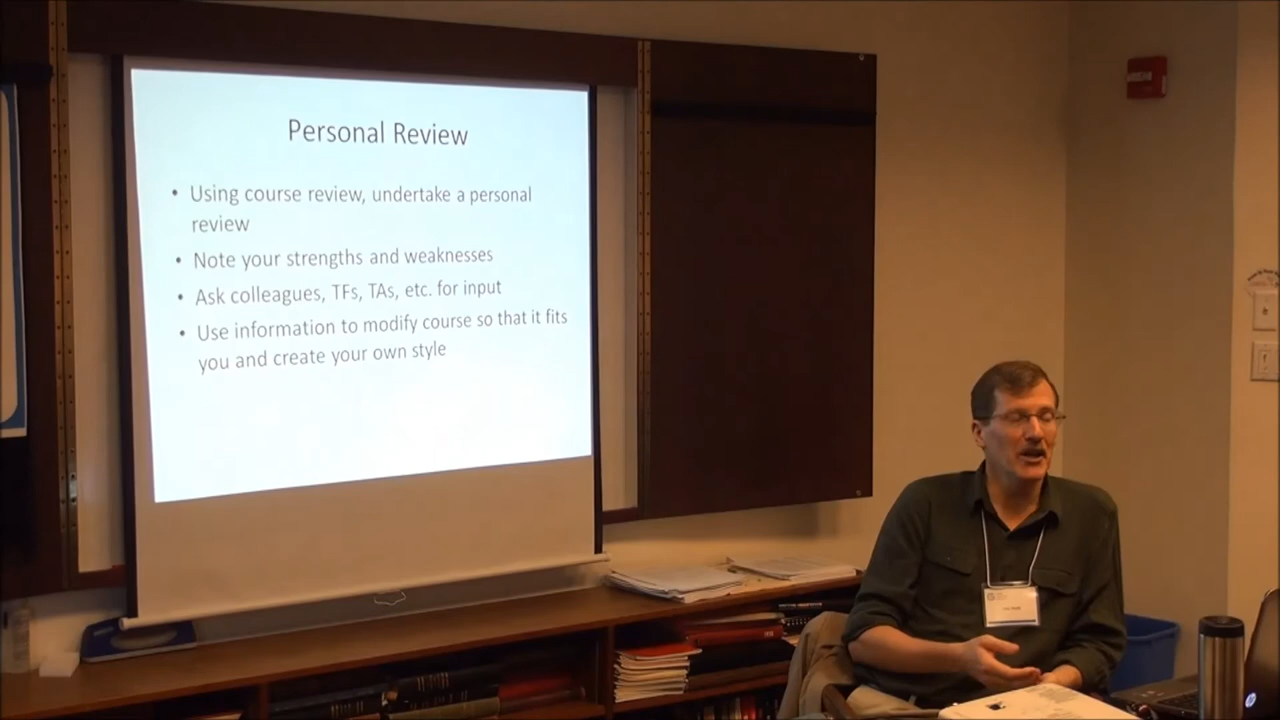 Personal Review
• Using course review, undertake a personal
review
• Note your strengths and weaknesses
• Ask colleagues, TFs, TAs, etc. for input
• Use information to modify course so that it fits
you and create your own style
hp